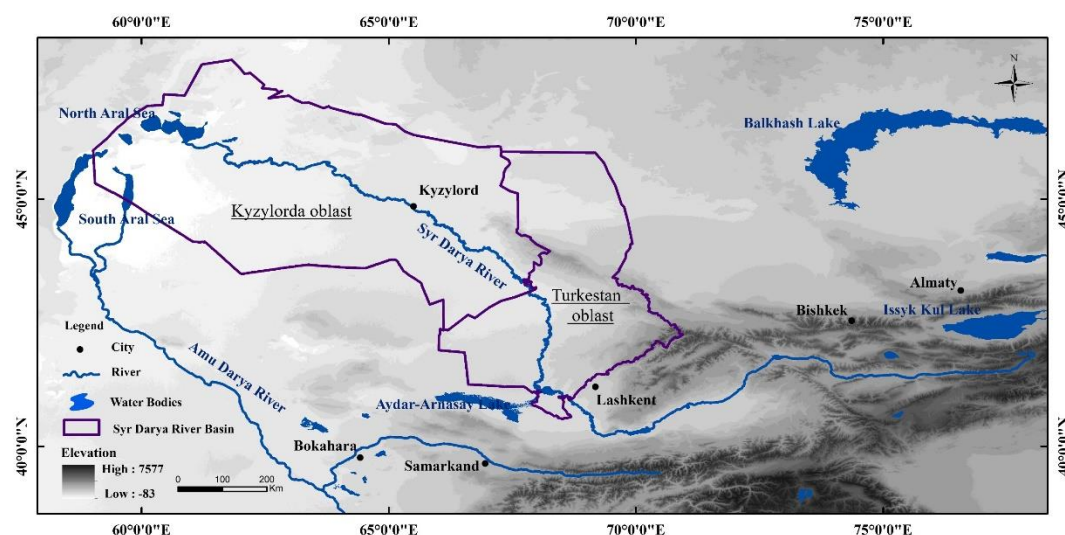 60°0'0"E 65°0'0"E 70°0'0"E 75°0'0"E
N
North Aral Sea
Balkhash Lake
45°0'0"N
45°0'0"N
Kyzylord
South Aral Sea
Kyzylorda oblast
Syr Darya River
Almaty
Turkestan
oblast
Bishkek
Issyk Kul Lake
Legend
City
River
Water Bodies
Syr Darya River Basin
Elevation
High : 7577
Low : -83
Amu Darya River
Aydar-Arnasay Lake
Lashkent
Bokahara
Samarkand
40°0'0"N
40°0'0"N
0 50 100 200
Km
60°0'0"E 65°0'0"E 70°0'0"E 75°0'0"E